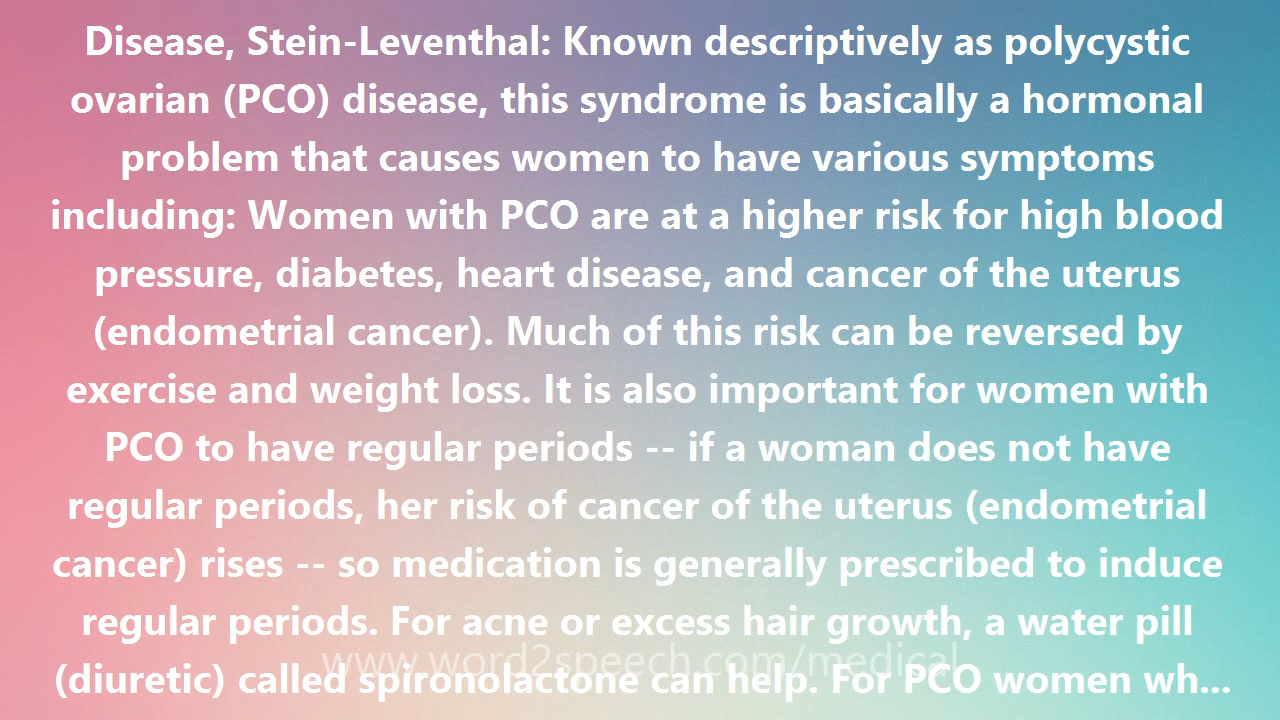 Disease, Stein-Leventhal: Known descriptively as polycystic
ovarian (PCO) disease, this syndrome is basically a hormonal
problem that causes women to have various symptoms
including: Women with PCO are at a higher risk for high blood
pressure, diabetes, heart disease, and cancer of the uterus
(endometrial cancer). Much of this risk can be reversed by
exercise and weight loss. It is also important for women with
PCO to have regular periods -- if a woman does not have
regular periods, her risk of cancer of the uterus (endometrial
cancer) rises -- so medication is generally prescribed to induce
regular periods. For acne or excess hair growth, a water pill
www.word2speech.com/medical
(diuretic) called spironolactone can help. For PCO women wh...